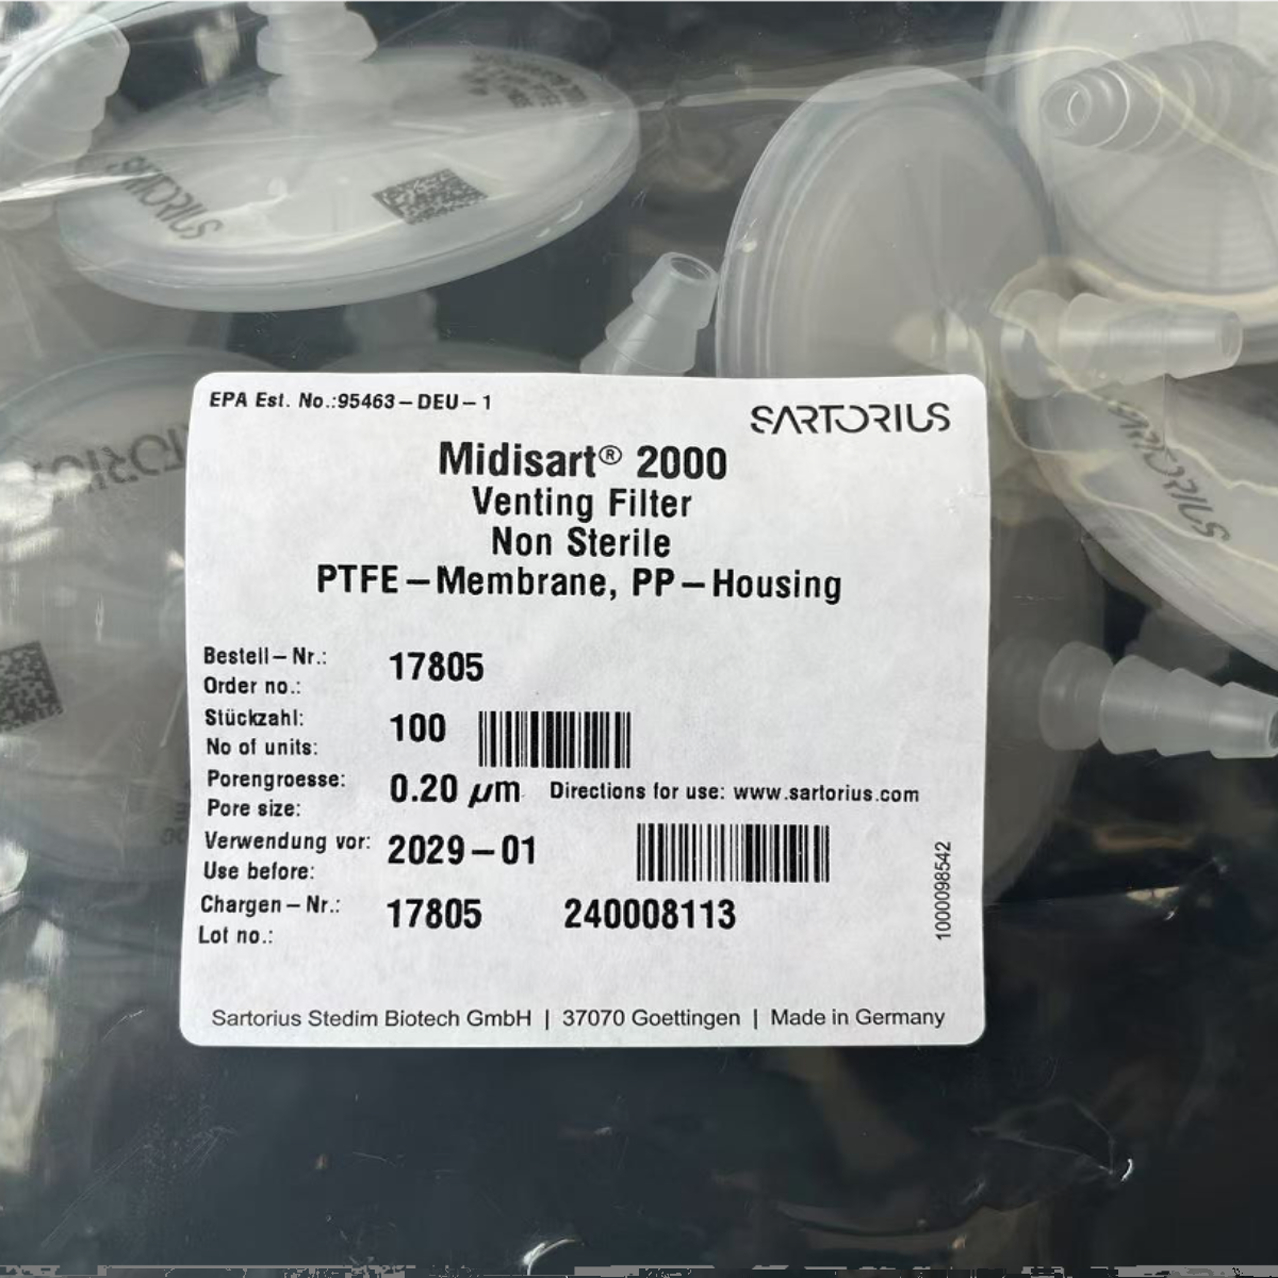 EPA Est. No.:95463-DEU-1
SARTORIUS
Midisart® 2000
Venting Filter
Non Sterile
PTFE-Membrane, PP-Housing
Bestell-Nr.:
Order no.:
17805
Stückzahl:
No of units:
100
Porengroesse:
Pore size:
0.20 µm
Directions for use: www.sartorius.com
Verwendung vor:
Use before:
2029-01
Chargen-Nr.:
Lot no.:
17805 240008113
1000098542
Sartorius Stedim Biotech GmbH | 37070 Goettingen | Made in Germany
SARTORIUS
SARTORIUS